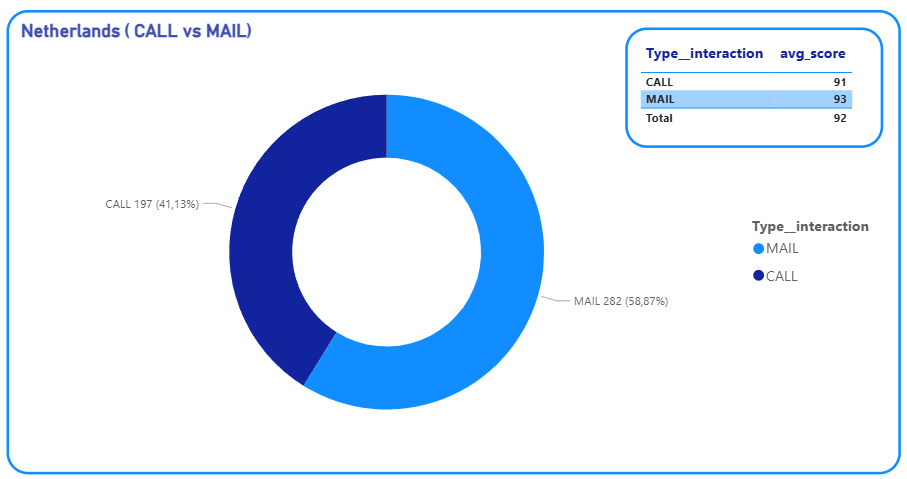 Netherlands ( CALL vs MAIL)
Type__interaction avg_score
CALL 91
MAIL 93
Total 92
CALL 197 (41,13%)
MAIL 282 (58,87%)
Type__interaction
MAIL
CALL